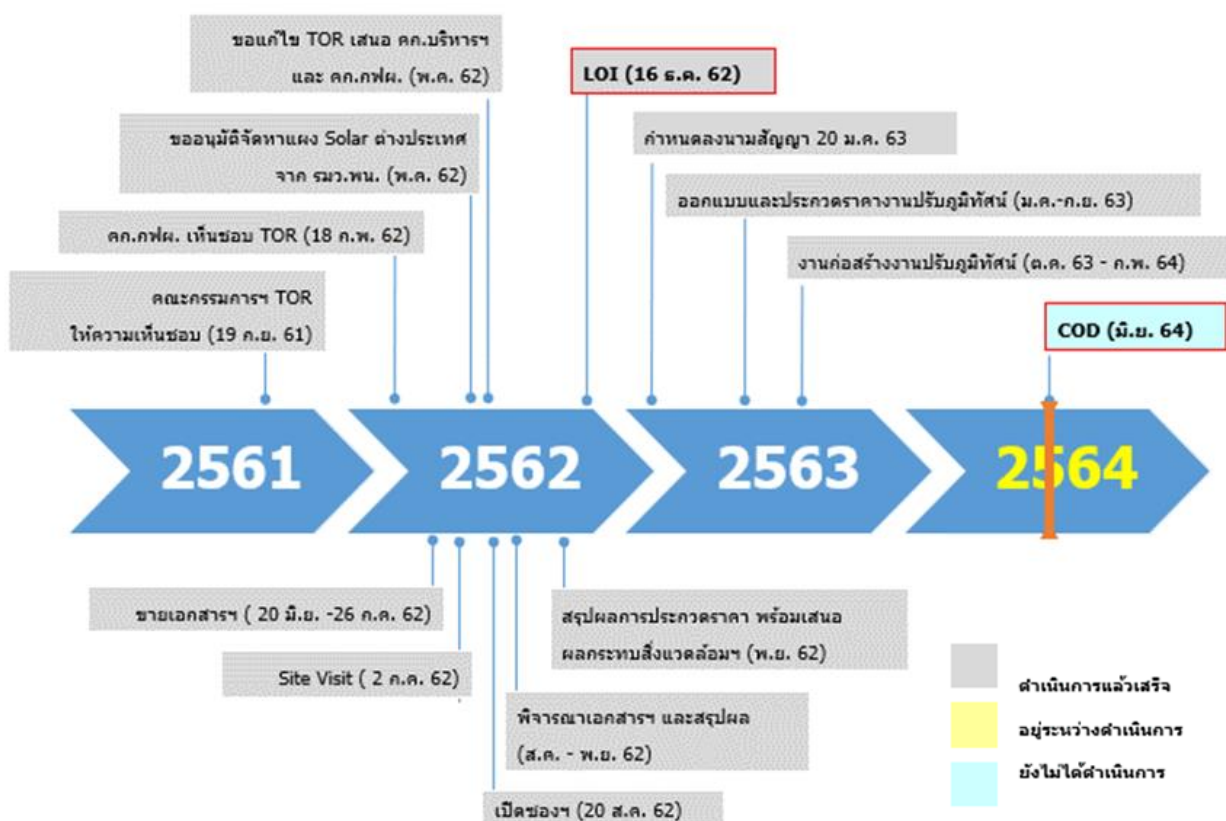 ขอแก้ไข TOR เสนอ คก.บริหารฯ
และ คก.กฟผ. (พ.ค. 62)
LOI (16 ธ.ค. 62)
ขออนุมัติจัดหาแผง Solar ต่างประเทศ
จาก รมว.พน. (พ.ค. 62)
กำหนดลงนามสัญญา 20 ม.ค. 63
ออกแบบและประกวดราคางานปรับภูมิทัศน์ (ม.ค.-ก.ย. 63)
คก.กฟผ. เห็นชอบ TOR (18 ก.พ. 62)
งานก่อสร้างงานปรับภูมิทัศน์ (ต.ค. 63 - ก.พ. 64)
คณะกรรมการฯ TOR
ให้ความเห็นชอบ (19 ก.ย. 61)
COD (มิ.ย. 64)
2561
2562
2563
2564
ขายเอกสารฯ ( 20 มิ.ย. -26 ก.ค. 62)
Site Visit ( 2 ก.ค. 62)
สรุปผลการประกวดราคา พร้อมเสนอ
ผลกระทบสิ่งแวดล้อมฯ (พ.ย. 62)
พิจารณาเอกสารฯ และสรุปผล
(ส.ค. - พ.ย. 62)
เปิดซองฯ (20 ส.ค. 62)
ดำเนินการแล้วเสร็จ
อยู่ระหว่างดำเนินการ
ยังไม่ได้ดำเนินการ